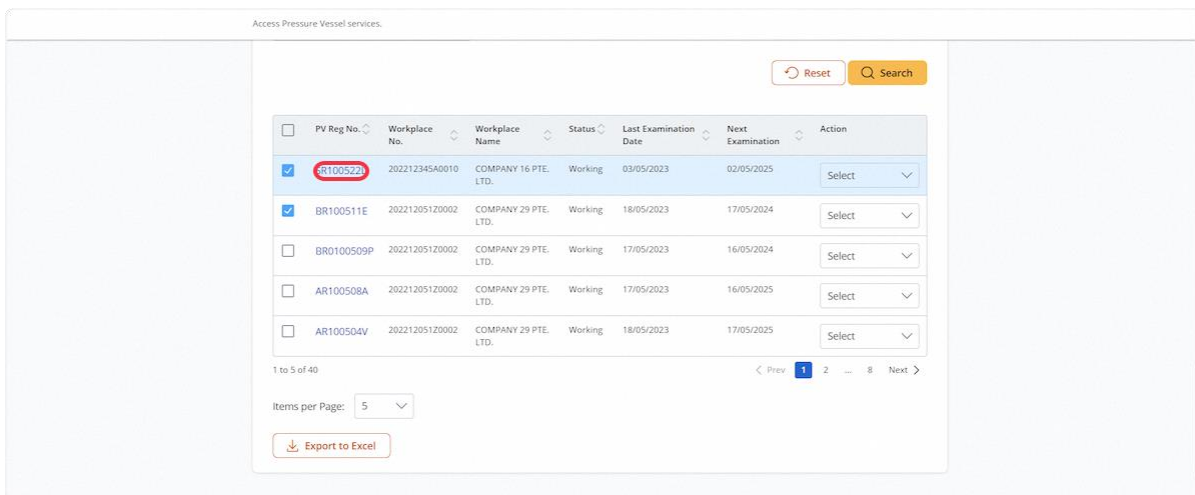 Access Pressure Vessel services.
Reset Search
PV Reg No. Workplace No. Workplace Name Status Last Examination Date Next Examination Action
202212345A0010 COMPANY 16 PTE. LTD. Working 03/05/2023 02/05/2025 Select
BR100511E 202212051Z0002 COMPANY 29 PTE. LTD. Working 18/05/2023 17/05/2024 Select
BR0100509P 202212051Z0002 COMPANY 29 PTE. LTD. Working 17/05/2023 16/05/2024 Select
AR100508A 202212051Z0002 COMPANY 29 PTE. LTD. Working 17/05/2023 16/05/2025 Select
AR100504V 202212051Z0002 COMPANY 29 PTE. LTD. Working 18/05/2023 17/05/2025 Select
1 to 5 of 40 Prev 1 2 ... 8 Next
Items per Page: 5
Export to Excel